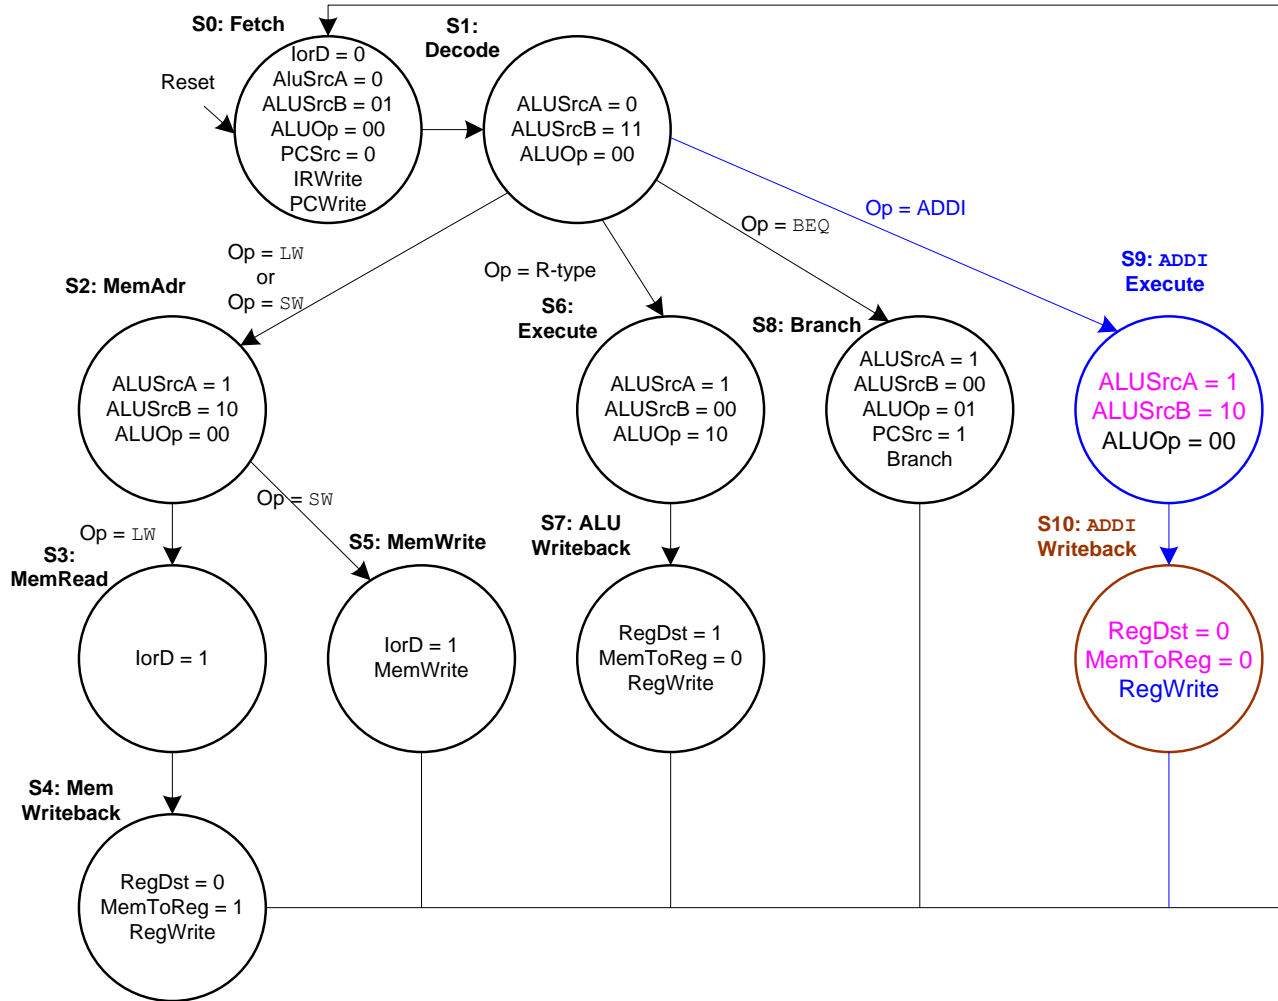 S0: Fetch
S1:
Decode
Reset
IorD = 0
AluSrcA = 0
ALUSrcB = 01
ALUOp = 00
PCSrc = 0
IRWrite
PCWrite
ALUSrcA = 0
ALUSrcB = 11
ALUOp = 00
Op = LW
or
Op = SW
Op = R-type
Op = BEQ
Op = ADDI
S2: MemAdr
S6:
Execute
S8: Branch
S9: ADDI
Execute
ALUSrcA = 1
ALUSrcB = 10
ALUOp = 00
ALUSrcA = 1
ALUSrcB = 00
ALUOp = 10
ALUSrcA = 1
ALUSrcB = 00
ALUOp = 01
PCSrc = 1
Branch
ALUSrcA = 1
ALUSrcB = 10
ALUOp = 00
Op = LW
Op = SW
S3:
MemRead
S5: MemWrite
S7: ALU
Writeback
S10: ADDI
Writeback
IorD = 1
IorD = 1
MemWrite
RegDst = 1
MemToReg = 0
RegWrite
RegDst = 0
MemToReg = 0
RegWrite
S4: Mem
Writeback
RegDst = 0
MemToReg = 1
RegWrite